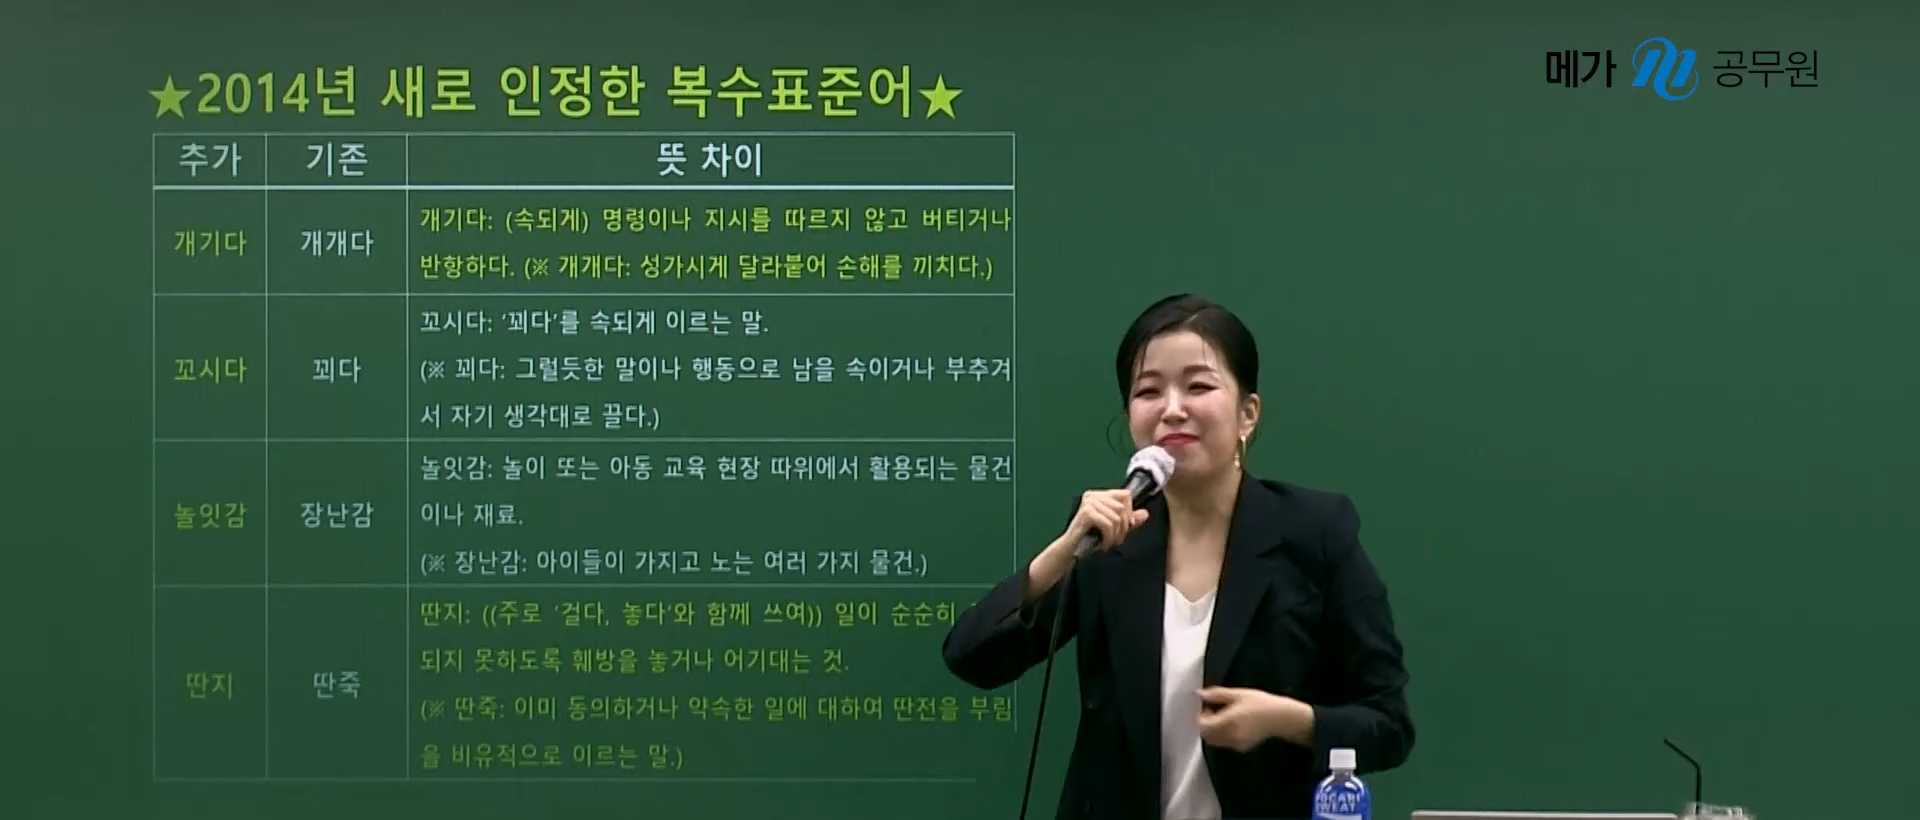 메가 공무원
★2014년 새로 인정한 복수표준어★
추가 기존 뜻 차이
개기다 개개다
개기다: (속되게) 명령이나 지시를 따르지 않고 버티거나
반항하다. (※ 개개다: 성가시게 달라붙어 손해를 끼치다.)
꼬시다 꾀다
꼬시다: ‘꾀다’를 속되게 이르는 말.
(※ 꾀다: 그럴듯한 말이나 행동으로 남을 속이거나 부추겨
서 자기 생각대로 끌다.)
놀잇감 장난감
놀잇감: 놀이 또는 아동 교육 현장 따위에서 활용되는 물건
이나 재료.
(※ 장난감: 아이들이 가지고 노는 여러 가지 물건.)
딴지 딴죽
딴지: ((주로 ‘걸다, 놓다’와 함께 쓰여)) 일이 순순히
되지 못하도록 훼방을 놓거나 어기대는 것.
(※ 딴죽: 이미 동의하거나 약속한 일에 대하여 딴전을 부림
을 비유적으로 이르는 말.)
POCARI
SWEAT